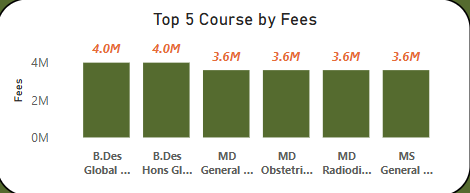 Top 5 Course by Fees
4.0M 4.0M 3.6M 3.6M 3.6M 3.6M
4M
2M
0M
Fees
B.Des B.Des MD MD MD MS
Global ... Hons Gl... General ... Obstetri... Radiodi... General ...